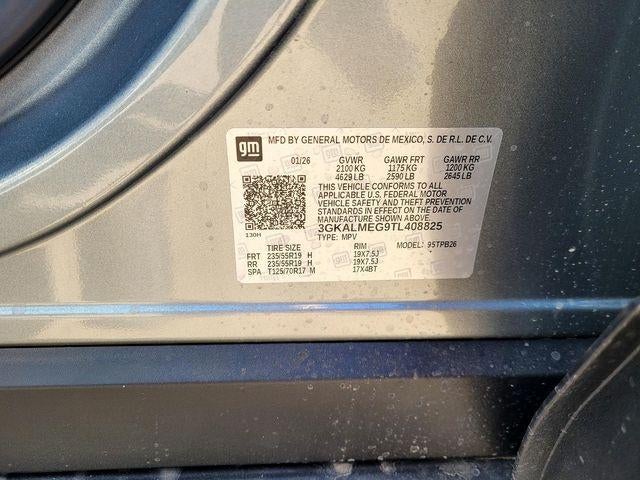 gm
MFD BY GENERAL MOTORS DE MEXICO, S. DE R.L. DE C.V.
01/26 GVWR GAWR FRT GAWR RR
2100 KG 1175 KG 1200 KG
4629 LB 2590 LB 2645 LB
THIS VEHICLE CONFORMS TO ALL
APPLICABLE U.S. FEDERAL MOTOR
VEHICLE SAFETY AND THEFT PREVENTION
STANDARDS IN EFFECT ON THE DATE OF
MANUFACTURE SHOWN ABOVE.
3GKALMEG9TL408825
130H TYPE: MPV MODEL: 95TPB26
TIRE SIZE RIM
FRT 235/55R19 H 19X7.5J
RR 235/55R19 H 19X7.5J
SPA T125/70R17 M 17X4BT